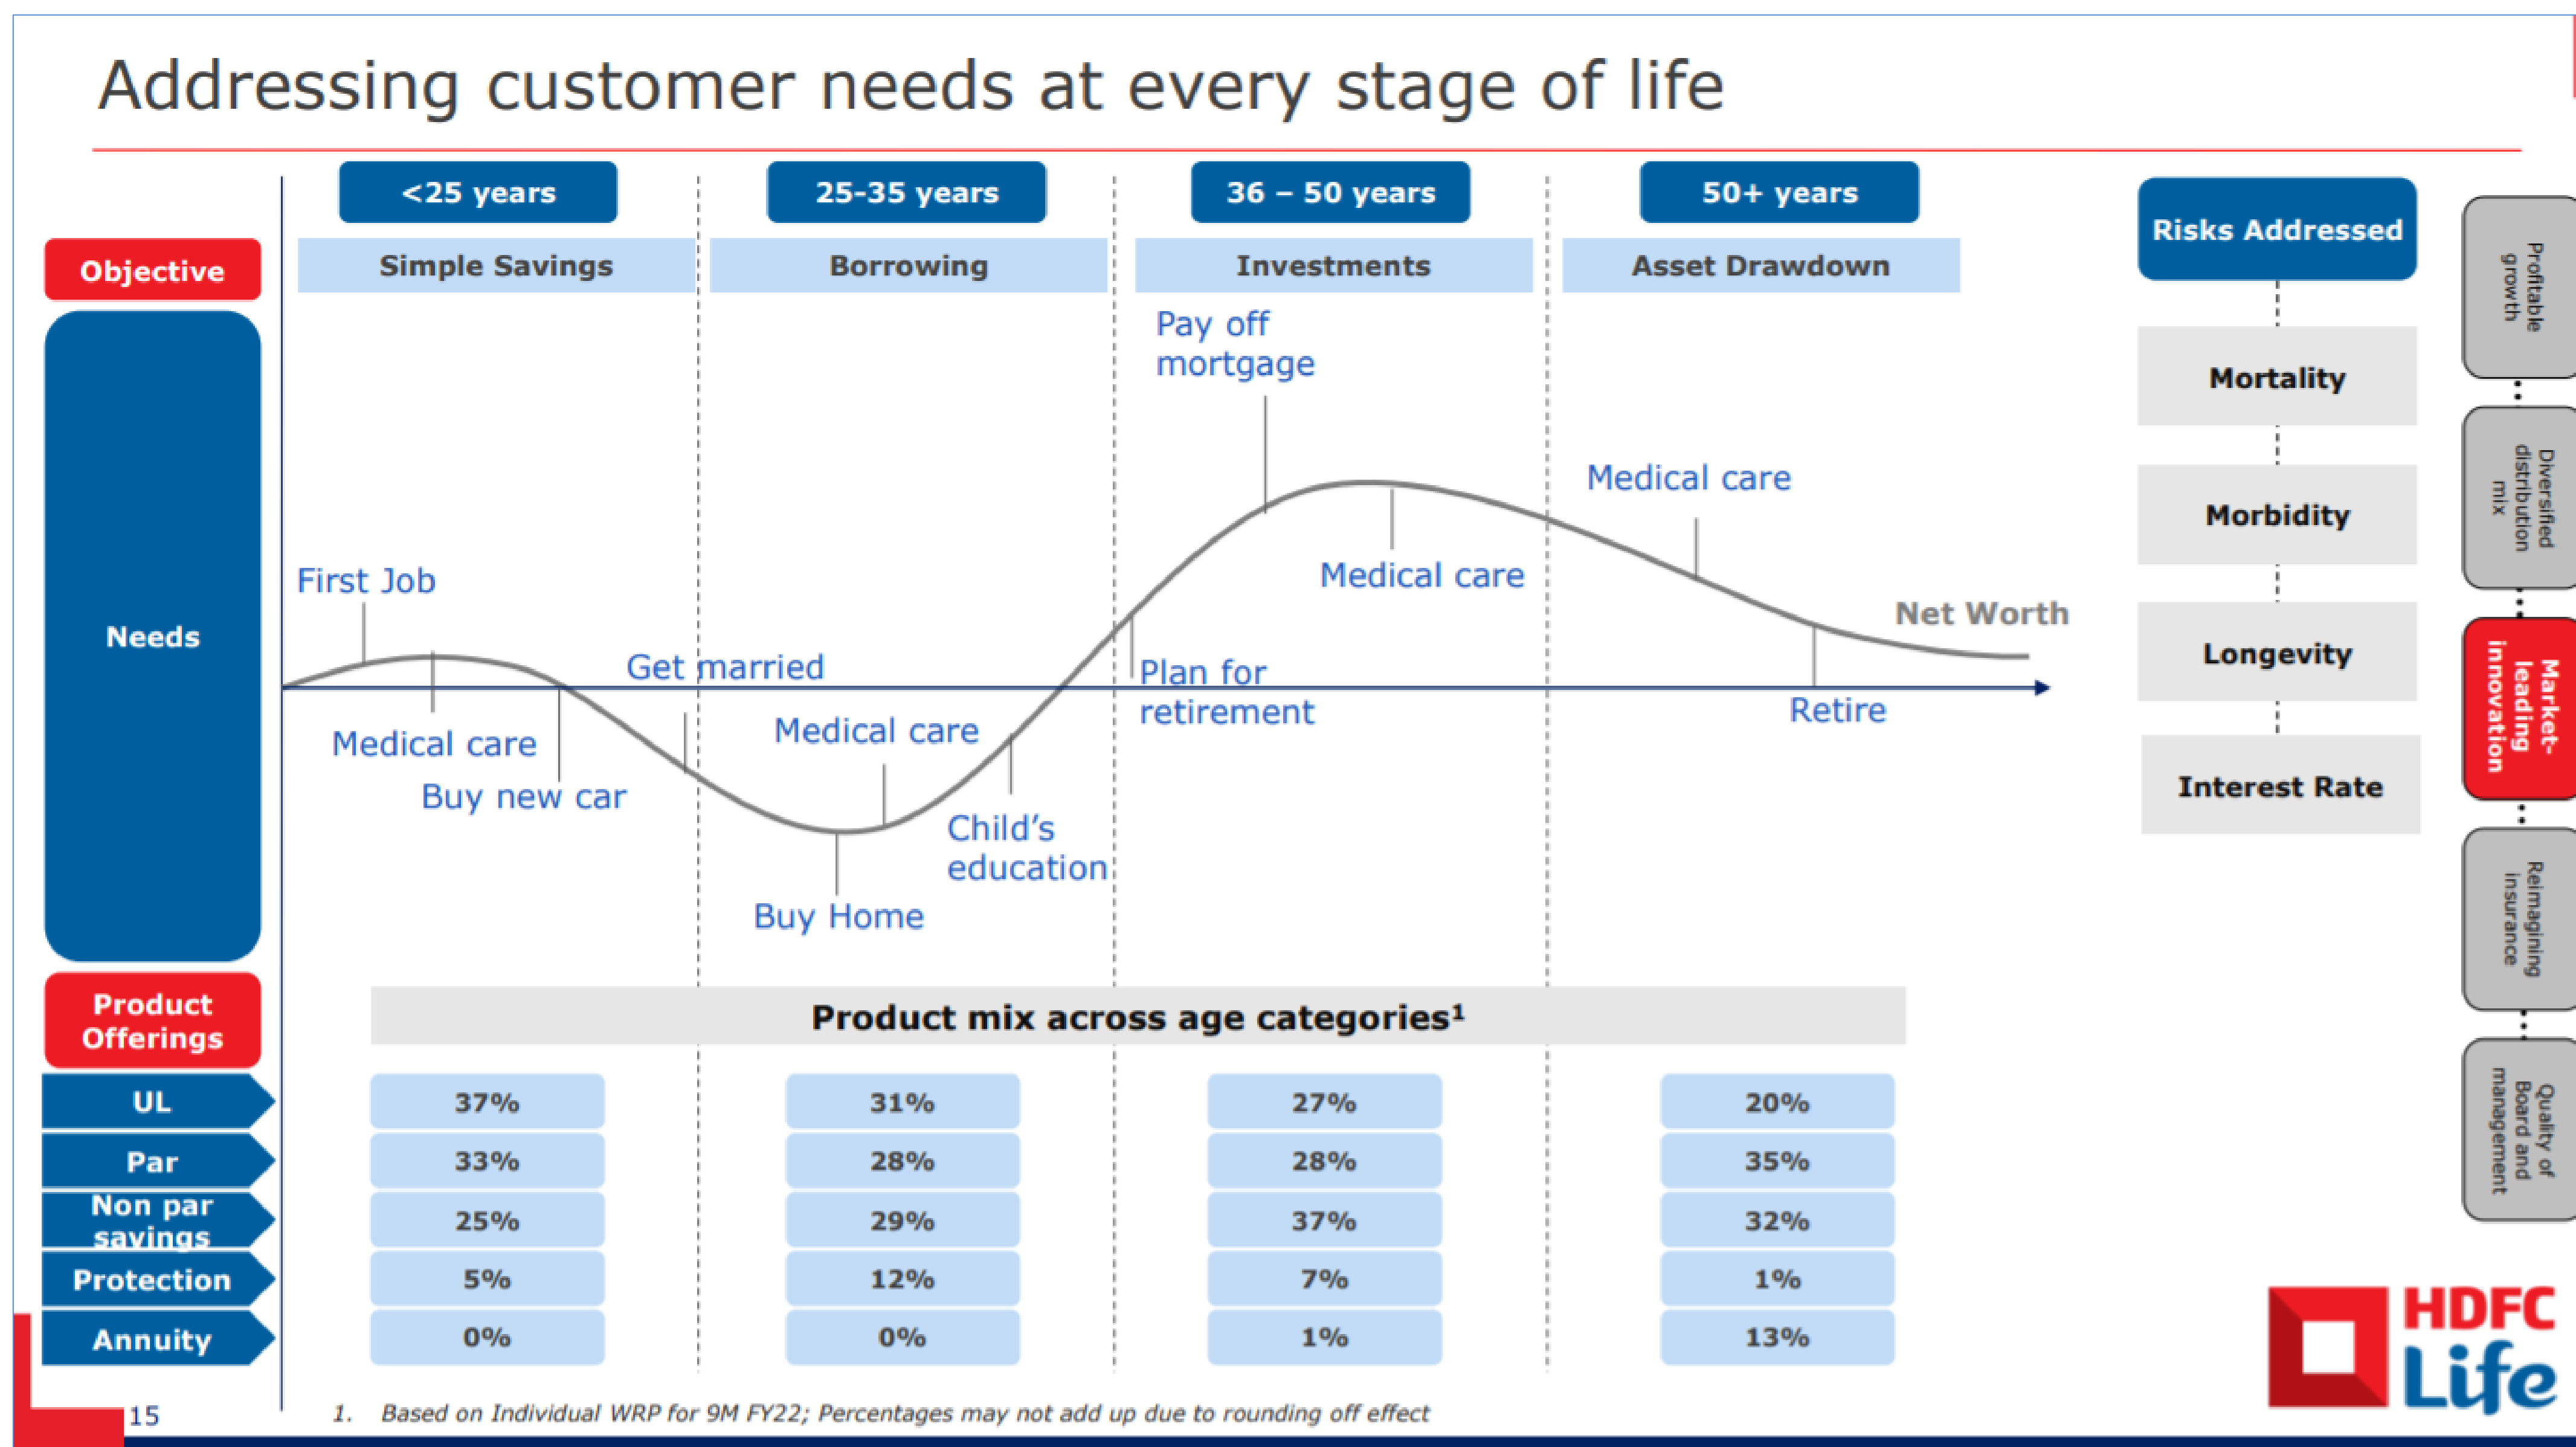 Addressing customer needs at every stage of life
<25 years
25-35 years
36 – 50 years
50+ years
Risks Addressed
Objective
Simple Savings
Borrowing
Investments
Asset Drawdown
Needs
Pay off
mortgage
Medical care
First Job
Medical care
Net Worth
Get married
Plan for
retirement
Medical care
Retire
Medical care
Buy new car
Child’s
education
Buy Home
Mortality
Morbidity
Longevity
Interest Rate
Product
Offerings
Product mix across age categories¹
UL
37%
31%
27%
20%
Par
33%
28%
28%
35%
Non par
savings
25%
29%
37%
32%
Protection
5%
12%
7%
1%
Annuity
0%
0%
1%
13%
Profitable
growth
Diversified
distribution
mix
Market-
leading
innovation
Reimagining
insurance
Quality of
Board and
management
HDFC
Life
15
1. Based on Individual WRP for 9M FY22; Percentages may not add up due to rounding off effect